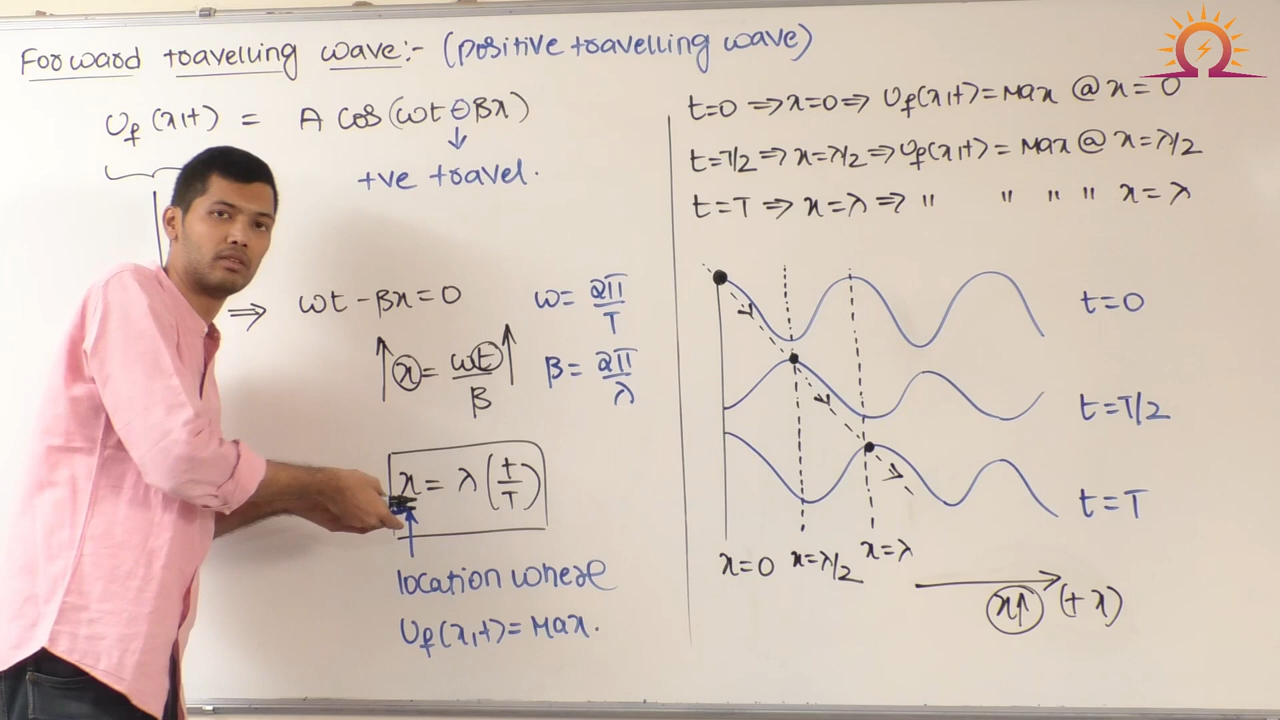 Forward travelling wave:- (positive travelling wave)
Uf(x,t) = A Cos(ωt ⊖ βx)
↓
+ve travel.
⇒ ωt - βx = 0
ω = 2π/T
↑ x = ωt/β ↑
β = 2π/λ
x = λ (t/T)
↑
location where
Uf(x,t) = Max.
t=0 ⇒ x=0 ⇒ Uf(x,t) = Max @ x = 0
t=T/2 ⇒ x=λ/2 ⇒ Uf(x,t) = Max @ x=λ/2
t=T ⇒ x=λ ⇒ " " " " x=λ
t=0
t=T/2
t=T
x=0 x=λ/2 x=λ
x↑ (+x)